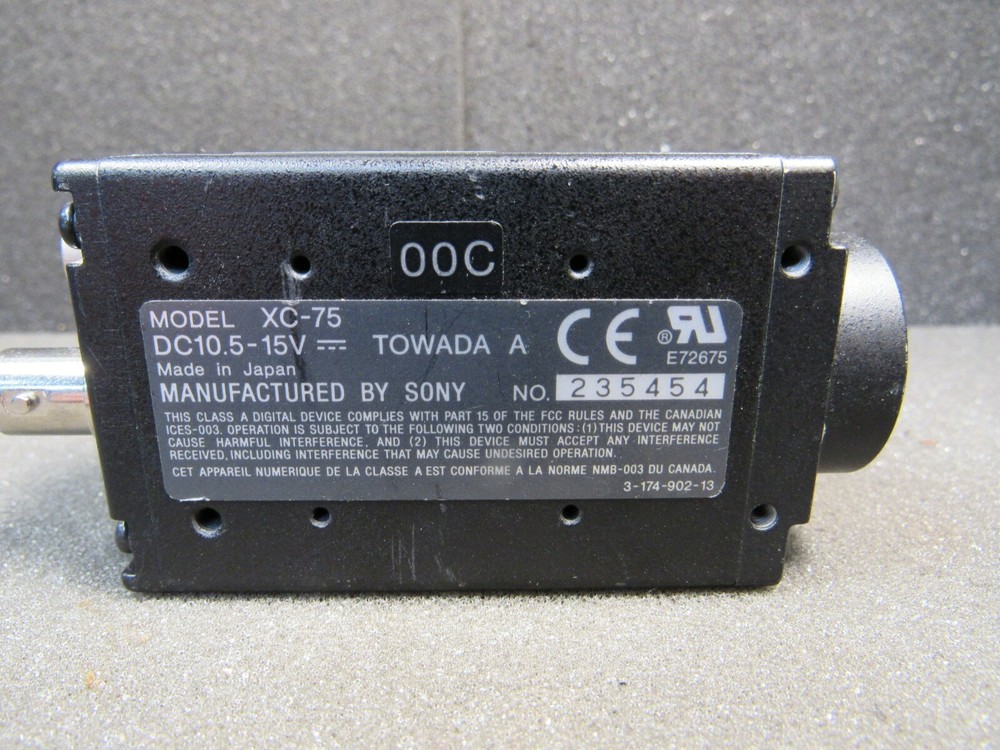 00C
MODEL XC-75
DC10.5-15V ⎓ TOWADA A CE ® RU
E72675
Made in Japan
MANUFACTURED BY SONY NO. 235454
THIS CLASS A DIGITAL DEVICE COMPLIES WITH PART 15 OF THE FCC RULES AND THE CANADIAN
ICES-003. OPERATION IS SUBJECT TO THE FOLLOWING TWO CONDITIONS : (1) THIS DEVICE MAY NOT
CAUSE HARMFUL INTERFERENCE, AND (2) THIS DEVICE MUST ACCEPT ANY INTERFERENCE
RECEIVED, INCLUDING INTERFERENCE THAT MAY CAUSE UNDESIRED OPERATION.
CET APPAREIL NUMERIQUE DE LA CLASSE A EST CONFORME A LA NORME NMB-003 DU CANADA.
3-174-902-13